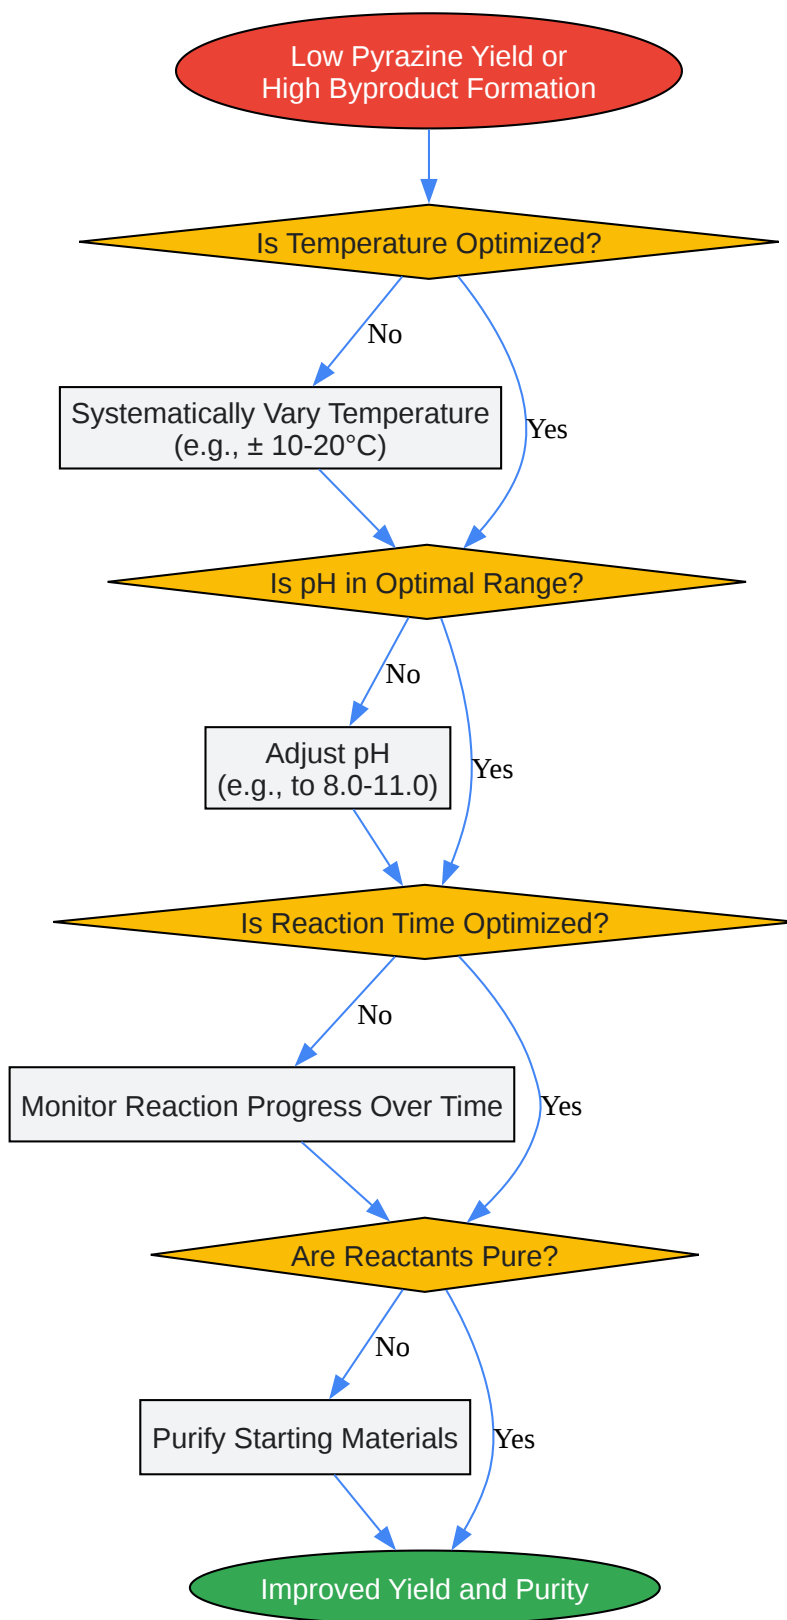 Low Pyrazine Yield or
High Byproduct Formation
Is Temperature Optimized?
No
Systematically Vary Temperature
(e.g., ± 10-20°C)
Yes
Is pH in Optimal Range?
No
Adjust pH
(e.g., to 8.0-11.0)
Yes
Is Reaction Time Optimized?
No
Monitor Reaction Progress Over Time
Yes
Are Reactants Pure?
No
Purify Starting Materials
Yes
Improved Yield and Purity